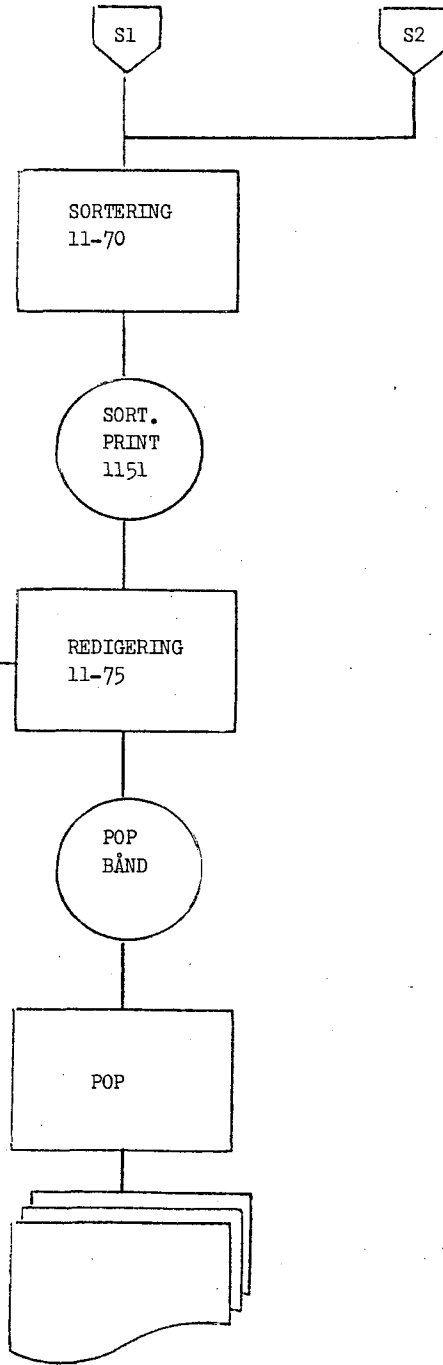 S1
S2
SORTERING
11-70
SORT.
PRINT
1151
REDIGERING
11-75
POP
BÅND
POP